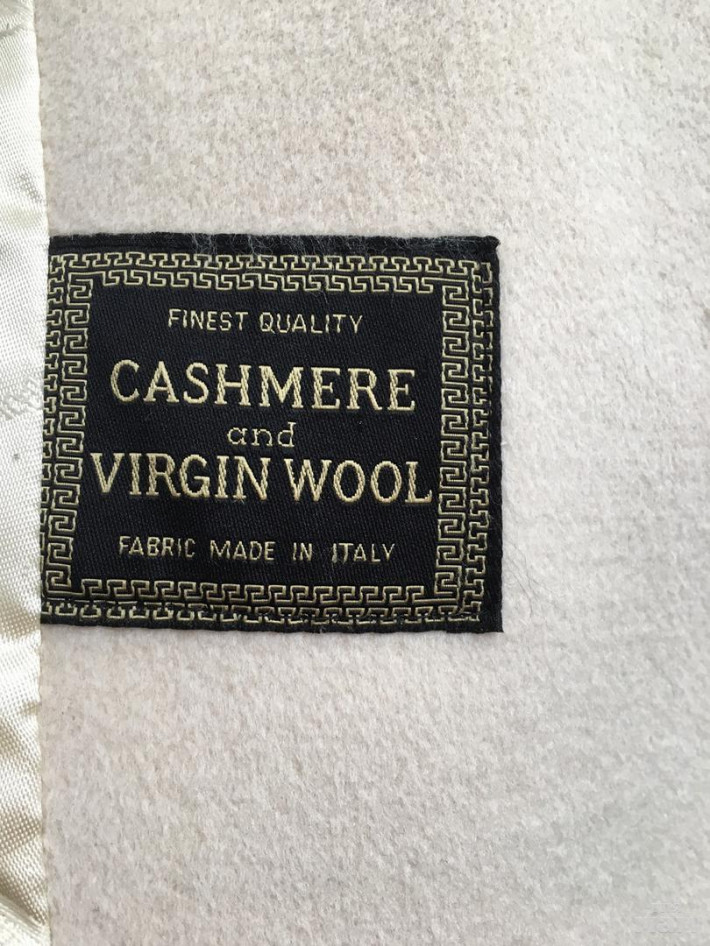 FINEST QUALITY
CASHMERE
and
VIRGIN WOOL
FABRIC MADE IN ITALY